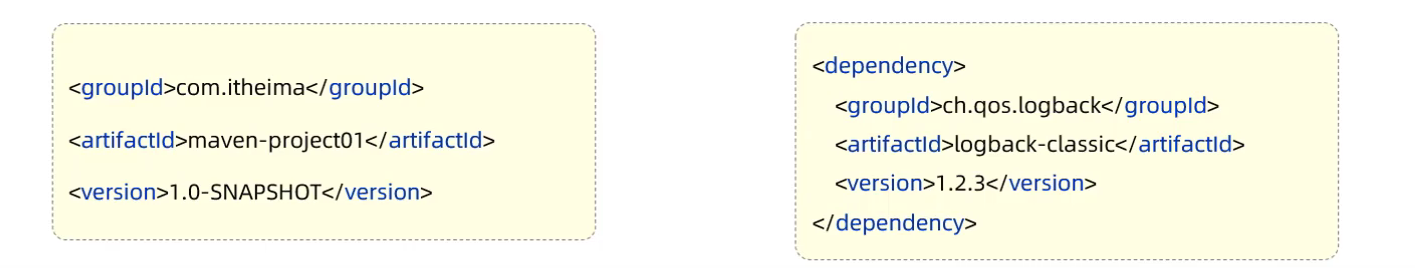 <groupId>com.itheima</groupId>
<artifactId>maven-project01</artifactId>
<version>1.0-SNAPSHOT</version>
<dependency>
<groupId>ch.qos.logback</groupId>
<artifactId>logback-classic</artifactId>
<version>1.2.3</version>
</dependency>